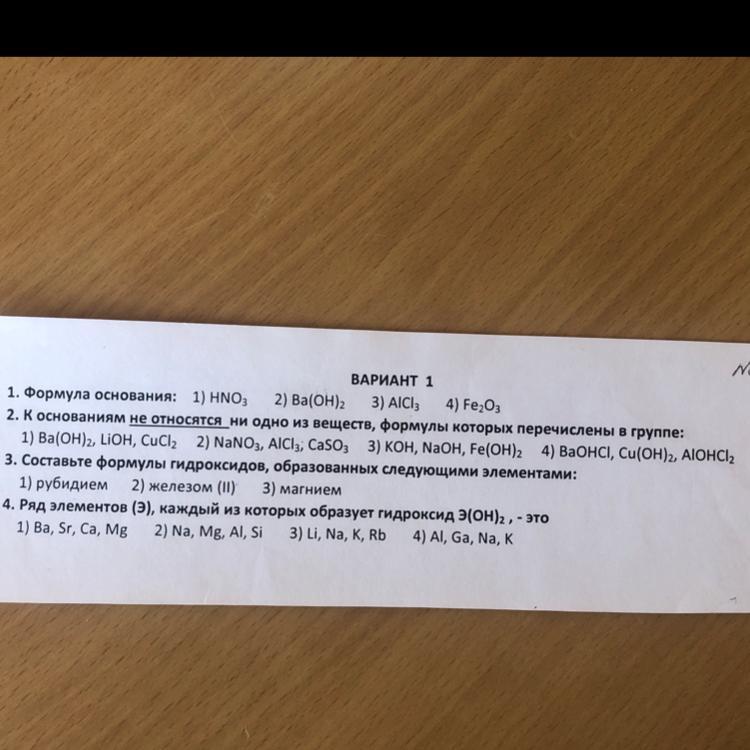 ВАРИАНТ 1
1. Формула основания: 1) HNO₃ 2) Ba(OH)₂ 3) AlCl₃ 4) Fe₂O₃
2. К основаниям не относятся ни одно из веществ, формулы которых перечислены в группе:
1) Ba(OH)₂, LiOH, CuCl₂ 2) NaNO₃, AlCl₃, CaSO₃ 3) KOH, NaOH, Fe(OH)₂ 4) BaOHCl, Cu(OH)₂, AlOHCl₂
3. Составьте формулы гидроксидов, образованных следующими элементами:
1) рубидием 2) железом (II) 3) магнием
4. Ряд элементов (Э), каждый из которых образует гидроксид Э(OH)₂ , - это
1) Ba, Sr, Ca, Mg 2) Na, Mg, Al, Si 3) Li, Na, K, Rb 4) Al, Ga, Na, K